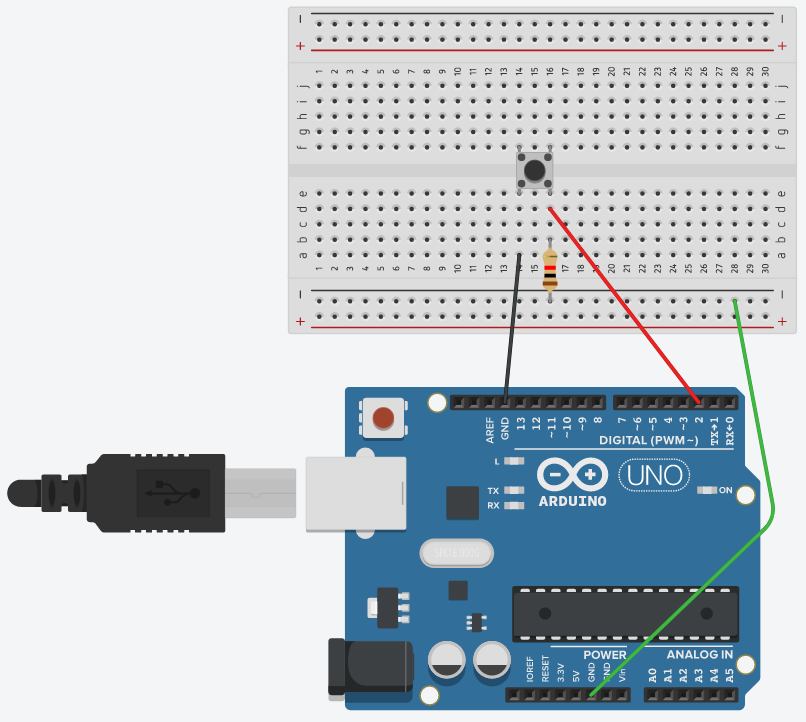 − −
+ +
1 2 3 4 5 6 7 8 9 10 11 12 13 14 15 16 17 18 19 20 21 22 23 24 25 26 27 28 29 30
j j
i i
h h
g g
f f
e e
d d
c c
b b
a a
1 2 3 4 5 6 7 8 9 10 11 12 13 14 15 16 17 18 19 20 21 22 23 24 25 26 27 28 29 30
− −
+ +
AREF GND 13 12 ~11 ~10 ~9 8 7 ~6 ~5 4 ~3 2 TX→1 RX←0
DIGITAL (PWM~)
L
TX
RX
UNO
ARDUINO
ON
POWER ANALOG IN
IOREF RESET 3.3V 5V GND GND Vin A0 A1 A2 A3 A4 A5